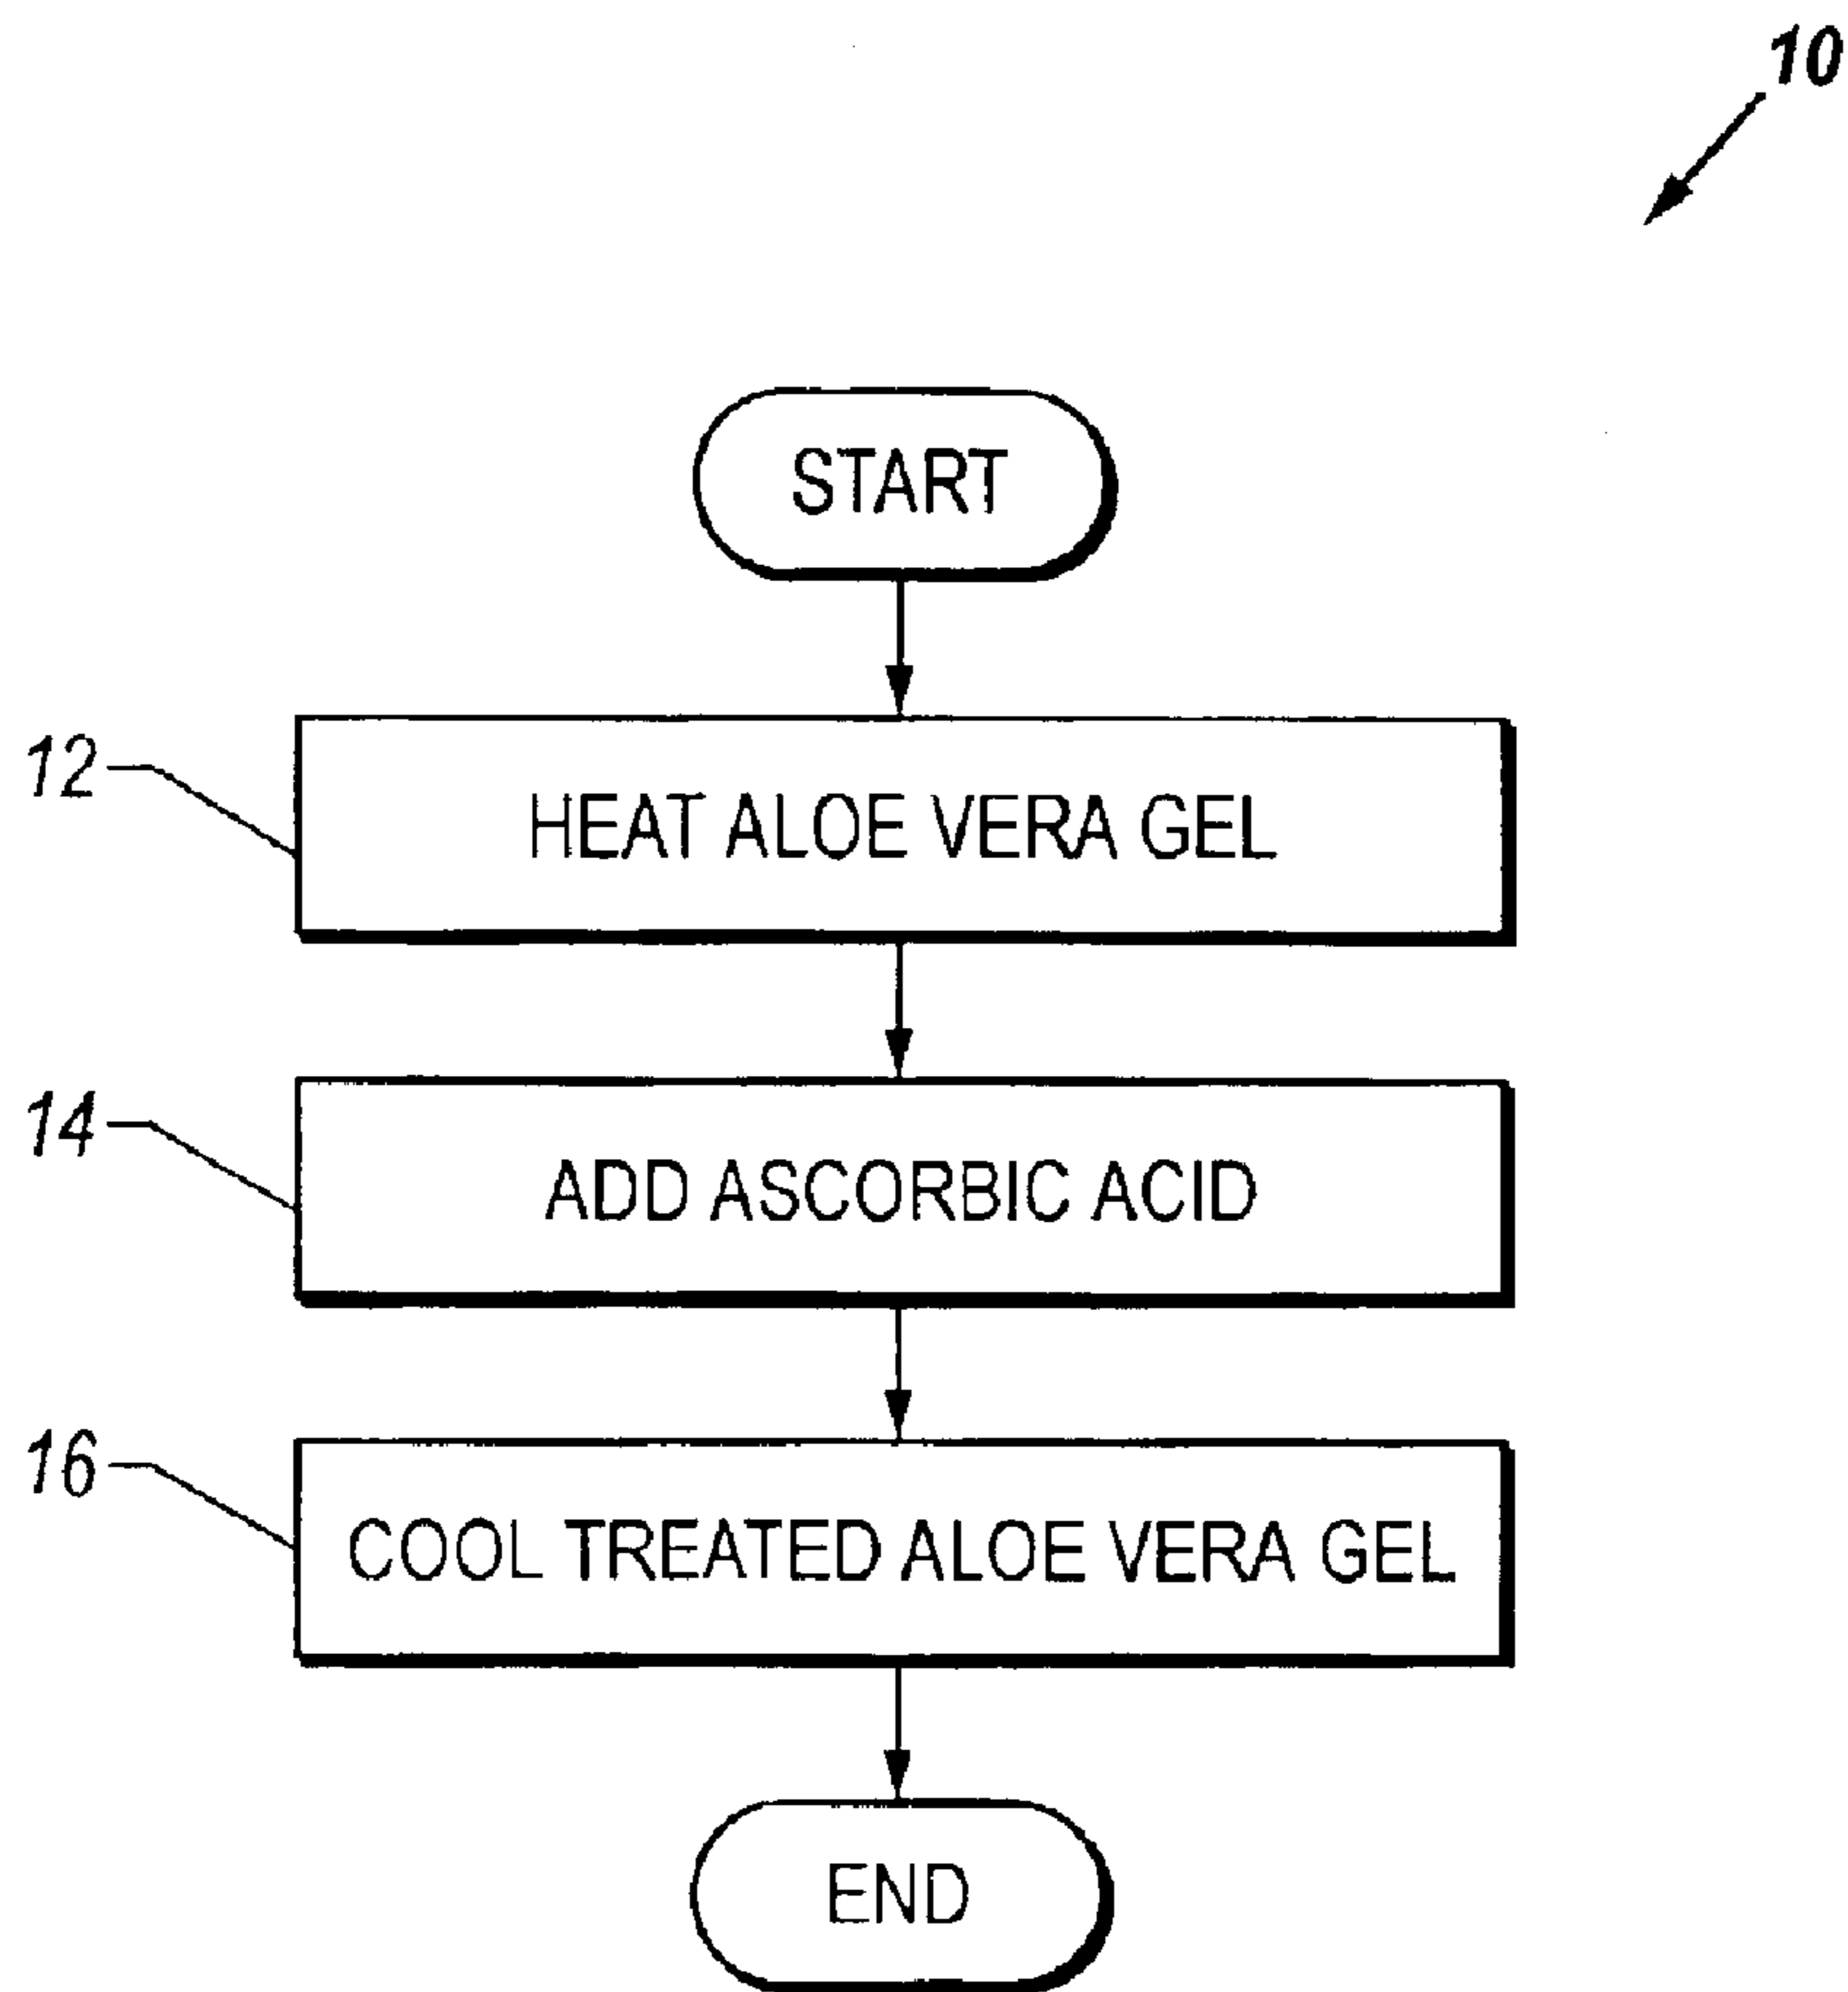 10
START
12
HEAT ALOE VERA GEL
14
ADD ASCORBIC ACID
16
COOL TREATED ALOE VERA GEL
END